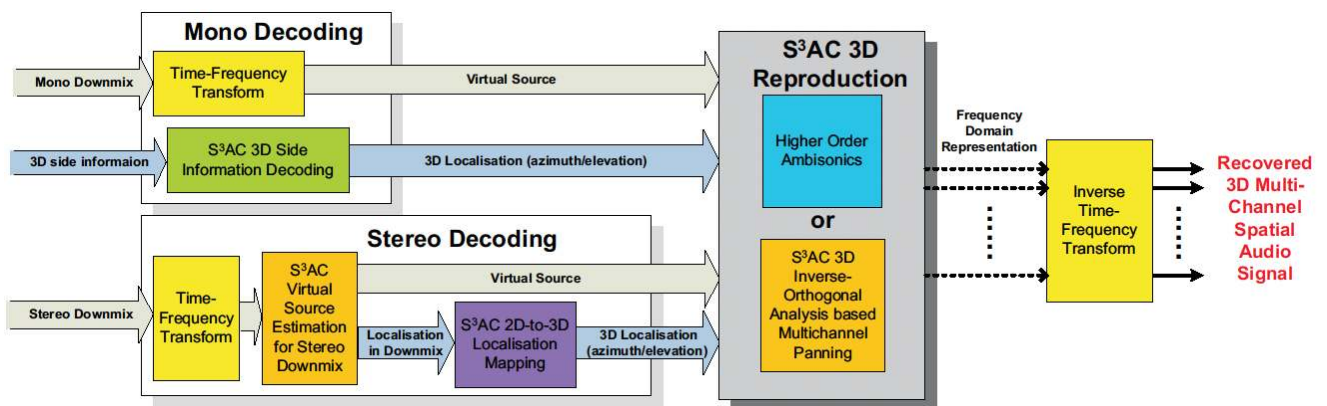 Mono Decoding
Mono Downmix
Time-Frequency
Transform
Virtual Source
3D side informaion
S³AC 3D Side
Information Decoding
3D Localisation (azimuth/elevation)
Stereo Decoding
Stereo Downmix
Time-
Frequency
Transform
S³AC
Virtual
Source
Estimation
for Stereo
Downmix
Virtual Source
Localisation
in Downmix
S³AC 2D-to-3D
Localisation
Mapping
3D Localisation
(azimuth/elevation)
S³AC 3D
Reproduction
Higher Order
Ambisonics
or
S³AC 3D
Inverse-
Orthogonal
Analysis based
Multichannel
Panning
Frequency
Domain
Representation
Inverse
Time-
Frequency
Transform
Recovered
3D Multi-
Channel
Spatial
Audio
Signal